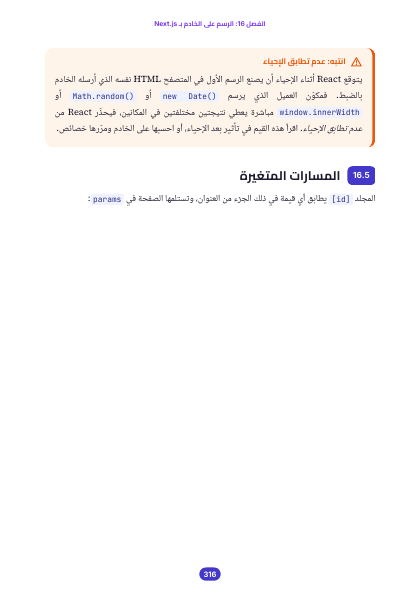 الفصل 16: الرسم على الخادم بـ Next.js
انتبه: عدم تطابق الإحياء
يتوقع React أثناء الإحياء أن يصنع الرسم الأول في المتصفح HTML نفسه الذي أرسله الخادم
بالضبط. فمكوّن العميل الذي يرسم new Date() أو Math.random() أو
window.innerWidth مباشرة يعطي نتيجتين مختلفتين في المكانين، فيحذّر React من
عدم تطابق الإحياء. اقرأ هذه القيم في تأثير بعد الإحياء، أو احسبها على الخادم ومرّرها خصائص.
16.5 المسارات المتغيرة
المجلد [id] يطابق أي قيمة في ذلك الجزء من العنوان، وتستلمها الصفحة في params:
316